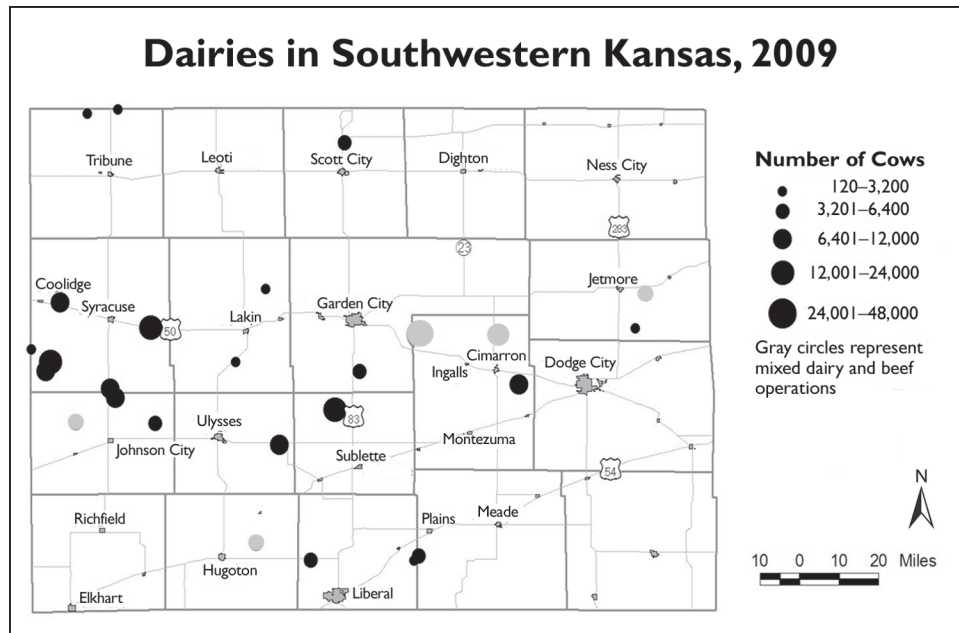 Dairies in Southwestern Kansas, 2009
Tribune
Leoti
Scott City
Dighton
Ness City
283
23
Coolidge
Syracuse
50
Lakin
Garden City
Jetmore
Cimarron
Ingalls
Dodge City
Ulysses
83
Johnson City
Sublette
Montezuma
54
Richfield
Hugoton
Plains
Meade
Elkhart
Liberal
Number of Cows
120–3,200
3,201–6,400
6,401–12,000
12,001–24,000
24,001–48,000
Gray circles represent
mixed dairy and beef
operations
N
10 0 10 20 Miles